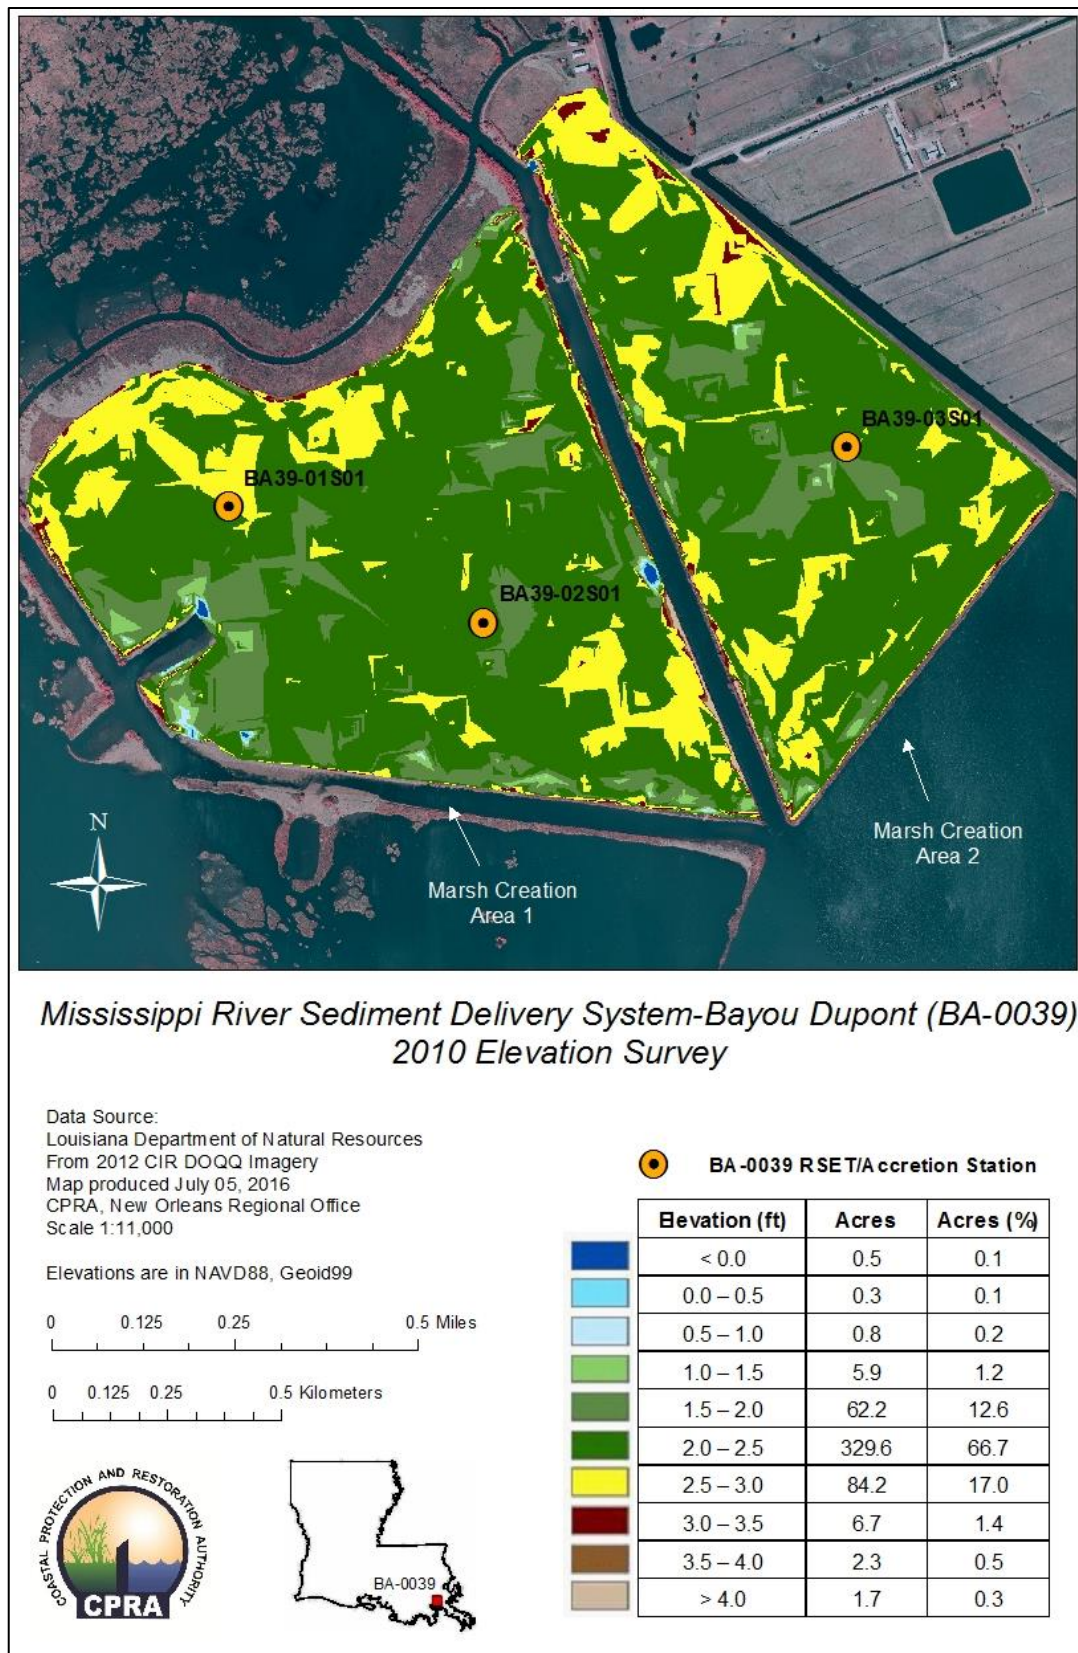 BA39-03S01
BA39-01S01
BA39-02S01
N
Marsh Creation
Area 2
Marsh Creation
Area 1
Mississippi River Sediment Delivery System-Bayou Dupont (BA-0039)
2010 Elevation Survey
Data Source:
Louisiana Department of Natural Resources
From 2012 CIR DOQQ Imagery
Map produced July 05, 2016
CPRA, New Orleans Regional Office
Scale 1:11,000
Elevations are in NAVD88, Geoid99
0 0.125 0.25 0.5 Miles
0 0.125 0.25 0.5 Kilometers
COASTAL PROTECTION AND RESTORATION AUTHORITY
CPRA
BA-0039
BA-0039 RSET/Accretion Station
Elevation (ft) Acres Acres (%)
< 0.0 0.5 0.1
0.0 – 0.5 0.3 0.1
0.5 – 1.0 0.8 0.2
1.0 – 1.5 5.9 1.2
1.5 – 2.0 62.2 12.6
2.0 – 2.5 329.6 66.7
2.5 – 3.0 84.2 17.0
3.0 – 3.5 6.7 1.4
3.5 – 4.0 2.3 0.5
> 4.0 1.7 0.3